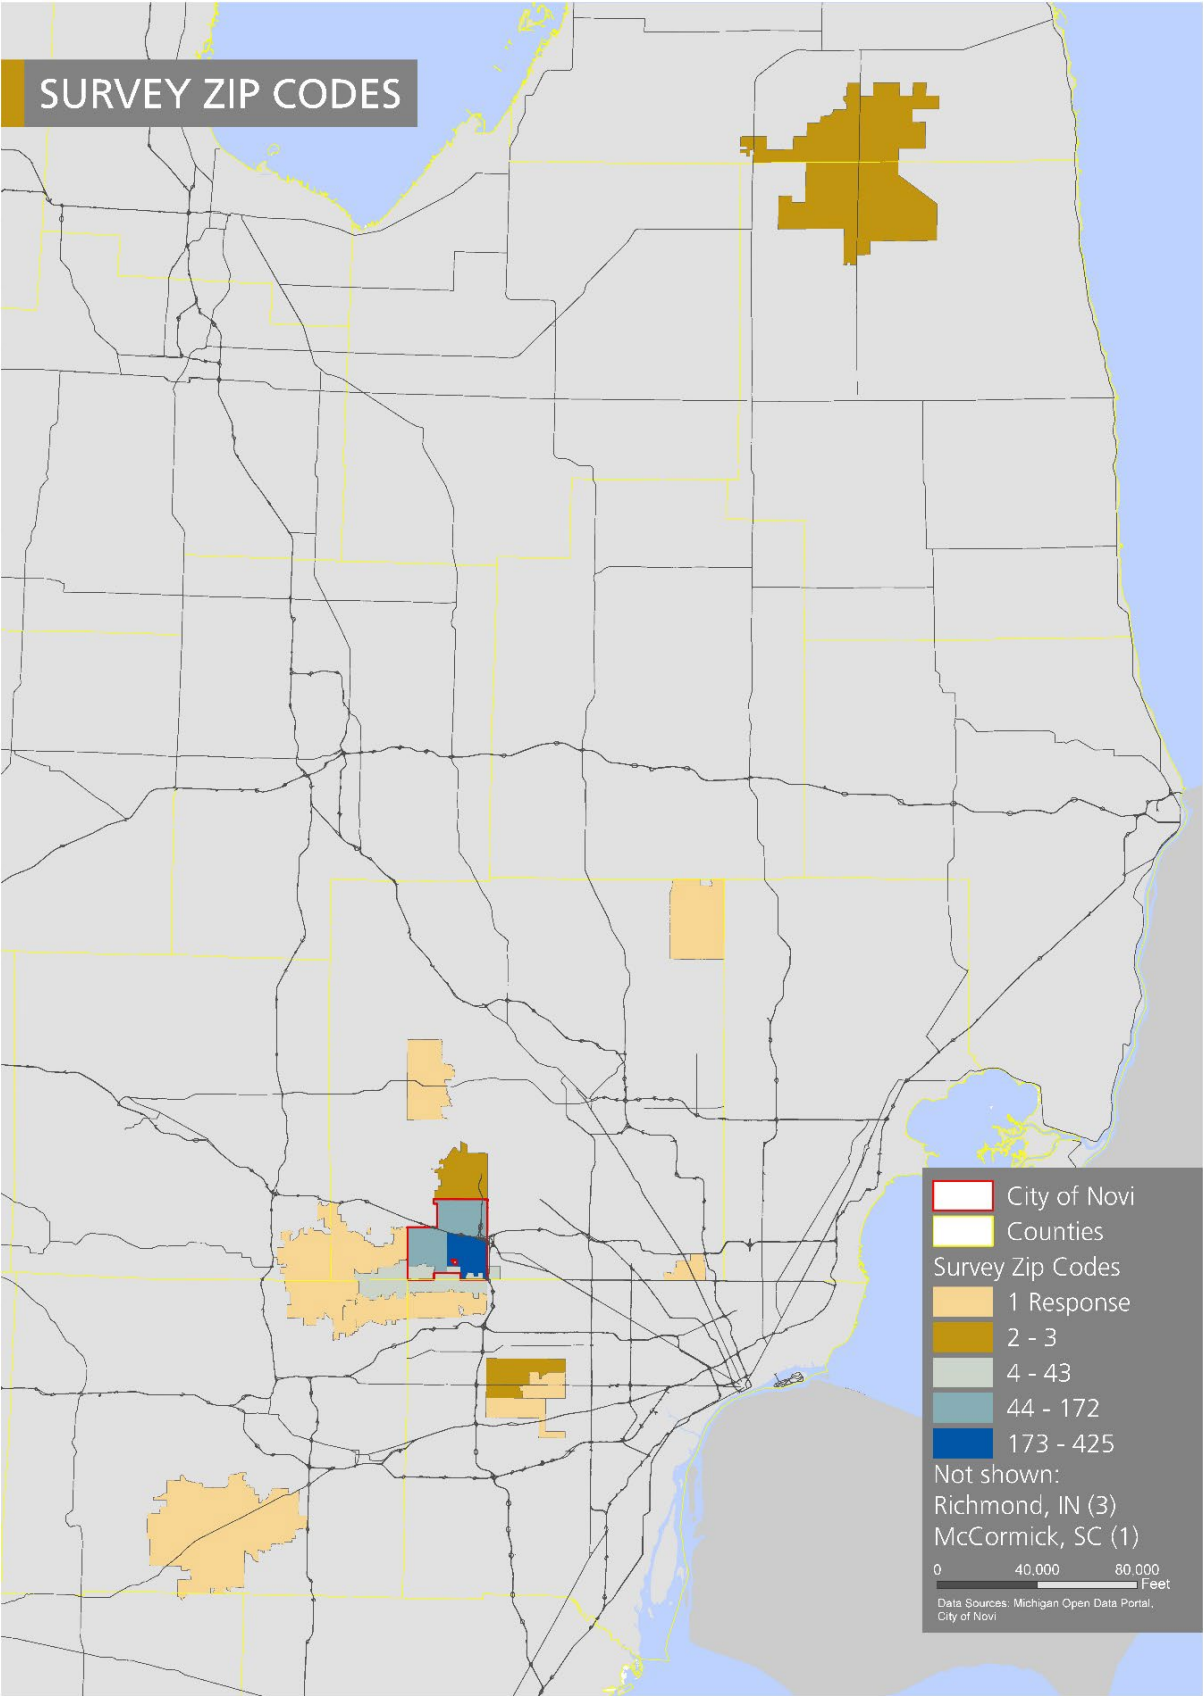 SURVEY ZIP CODES
City of Novi
Counties
Survey Zip Codes
1 Response
2 - 3
4 - 43
44 - 172
173 - 425
Not shown:
Richmond, IN (3)
McCormick, SC (1)
0 40,000 80,000
Feet
Data Sources: Michigan Open Data Portal,
City of Novi